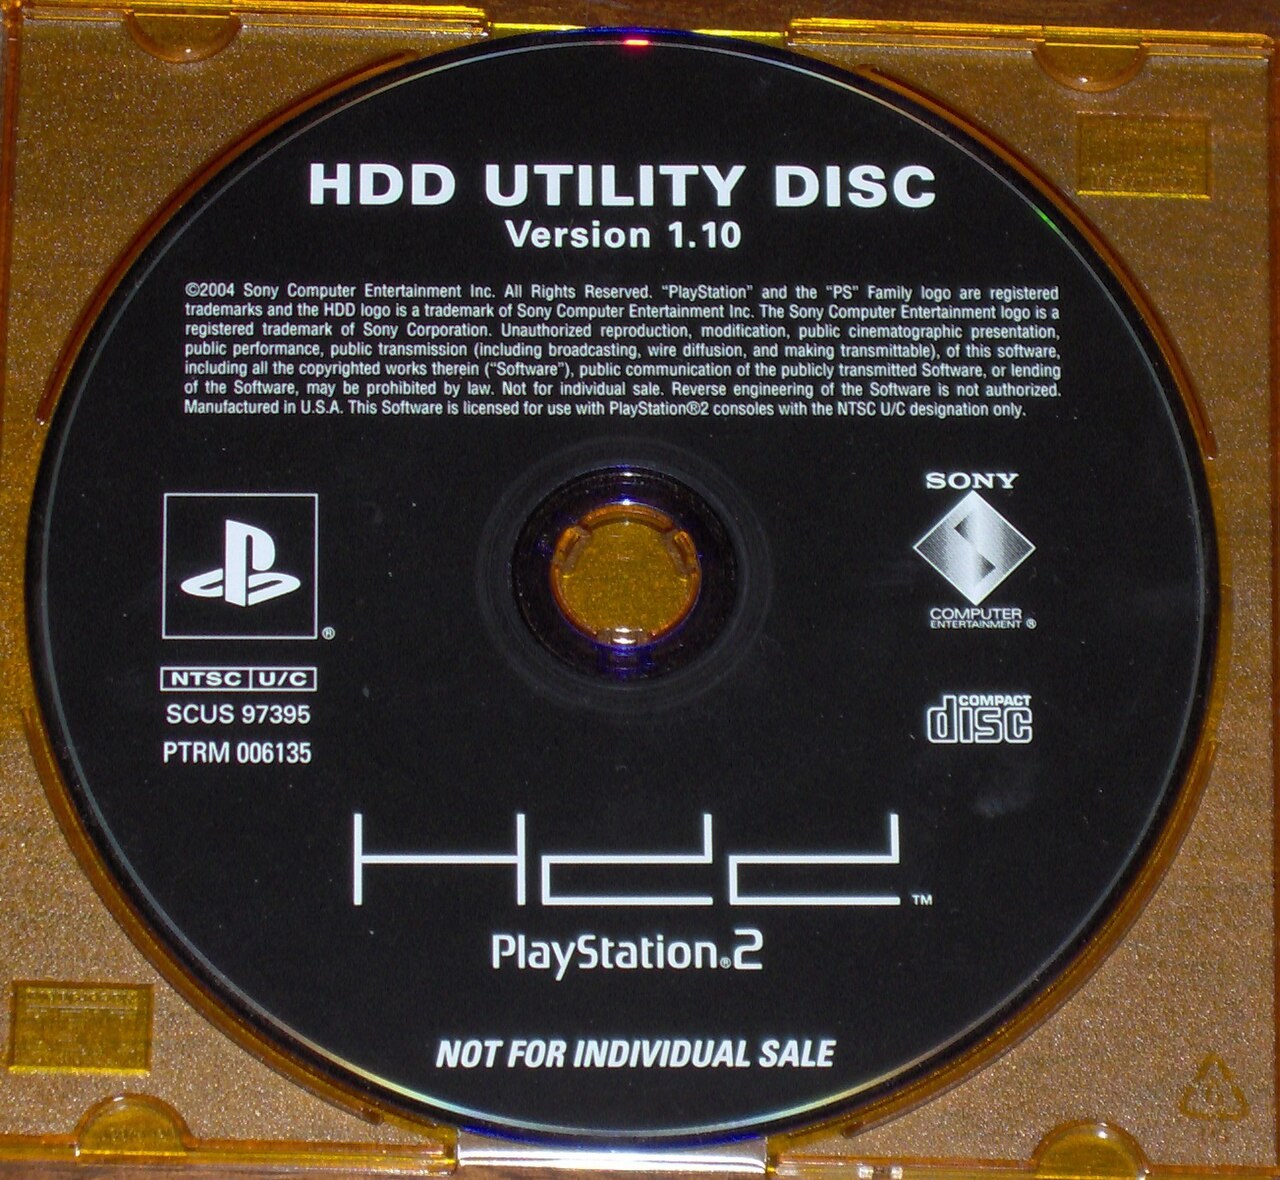 HDD UTILITY DISC
Version 1.10
©2004 Sony Computer Entertainment Inc. All Rights Reserved. “PlayStation” and the “PS” Family logo are registered
trademarks and the HDD logo is a trademark of Sony Computer Entertainment Inc. The Sony Computer Entertainment logo is a
registered trademark of Sony Corporation. Unauthorized reproduction, modification, public cinematographic presentation,
public performance, public transmission (including broadcasting, wire diffusion, and making transmittable), of this software,
including all the copyrighted works therein (“Software”), public communication of the publicly transmitted Software, or lending
of the Software, may be prohibited by law. Not for individual sale. Reverse engineering of the Software is not authorized.
Manufactured in U.S.A. This Software is licensed for use with PlayStation®2 consoles with the NTSC U/C designation only.
SONY
COMPUTER
ENTERTAINMENT ®
®
NTSC U/C
SCUS 97395
PTRM 006135
COMPACT
disc
Hdd ™
PlayStation®2
NOT FOR INDIVIDUAL SALE